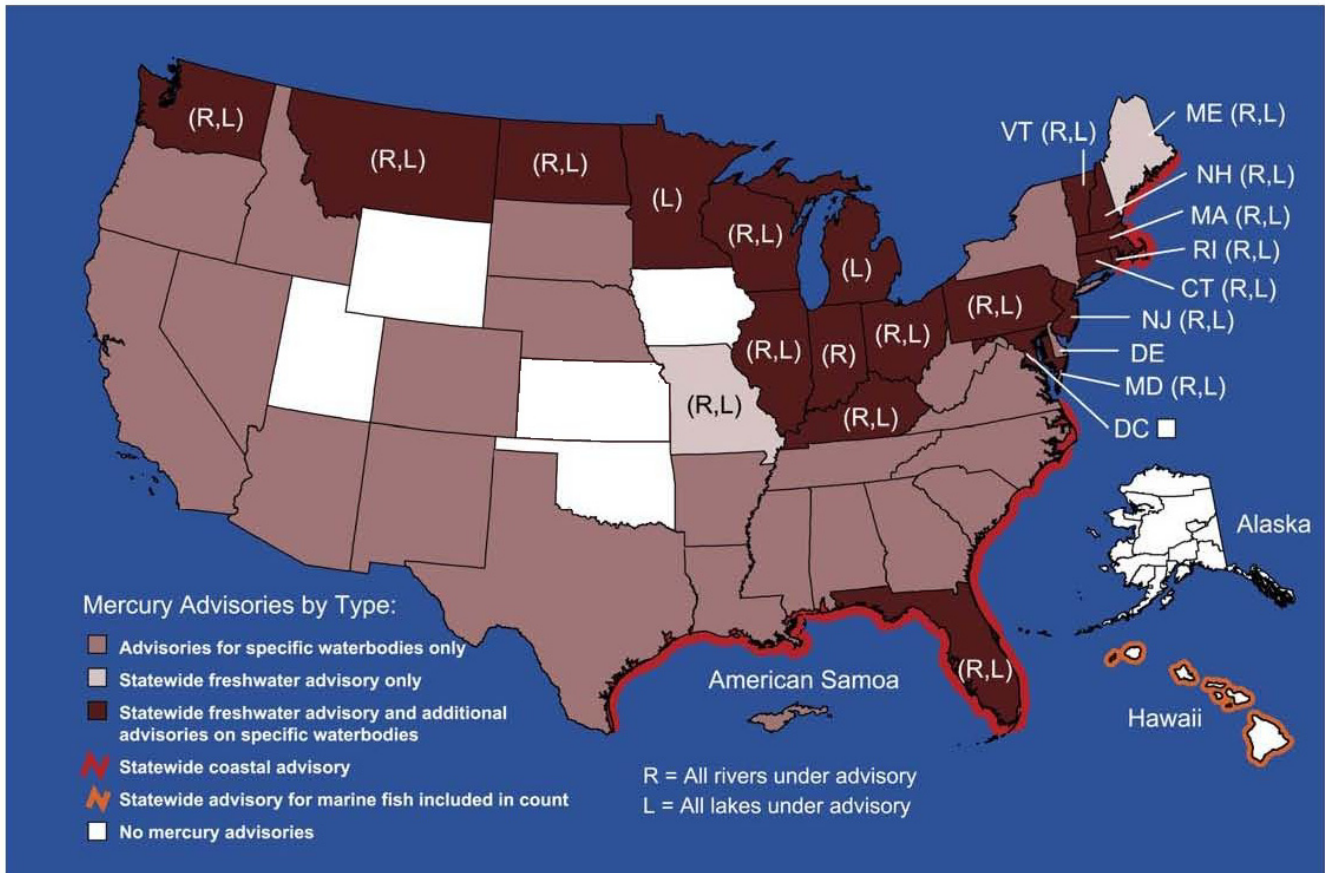 (R,L)
(R,L)
(R,L)
(L)
(R,L)
(L)
(R,L)
(R)
(R,L)
(R,L)
(R,L)
(R,L)
(R,L)
VT (R,L)
ME (R,L)
NH (R,L)
MA (R,L)
RI (R,L)
CT (R,L)
NJ (R,L)
DE
MD (R,L)
DC
Alaska
Hawaii
American Samoa
Mercury Advisories by Type:
Advisories for specific waterbodies only
Statewide freshwater advisory only
Statewide freshwater advisory and additional
advisories on specific waterbodies
Statewide coastal advisory
Statewide advisory for marine fish included in count
No mercury advisories
R = All rivers under advisory
L = All lakes under advisory